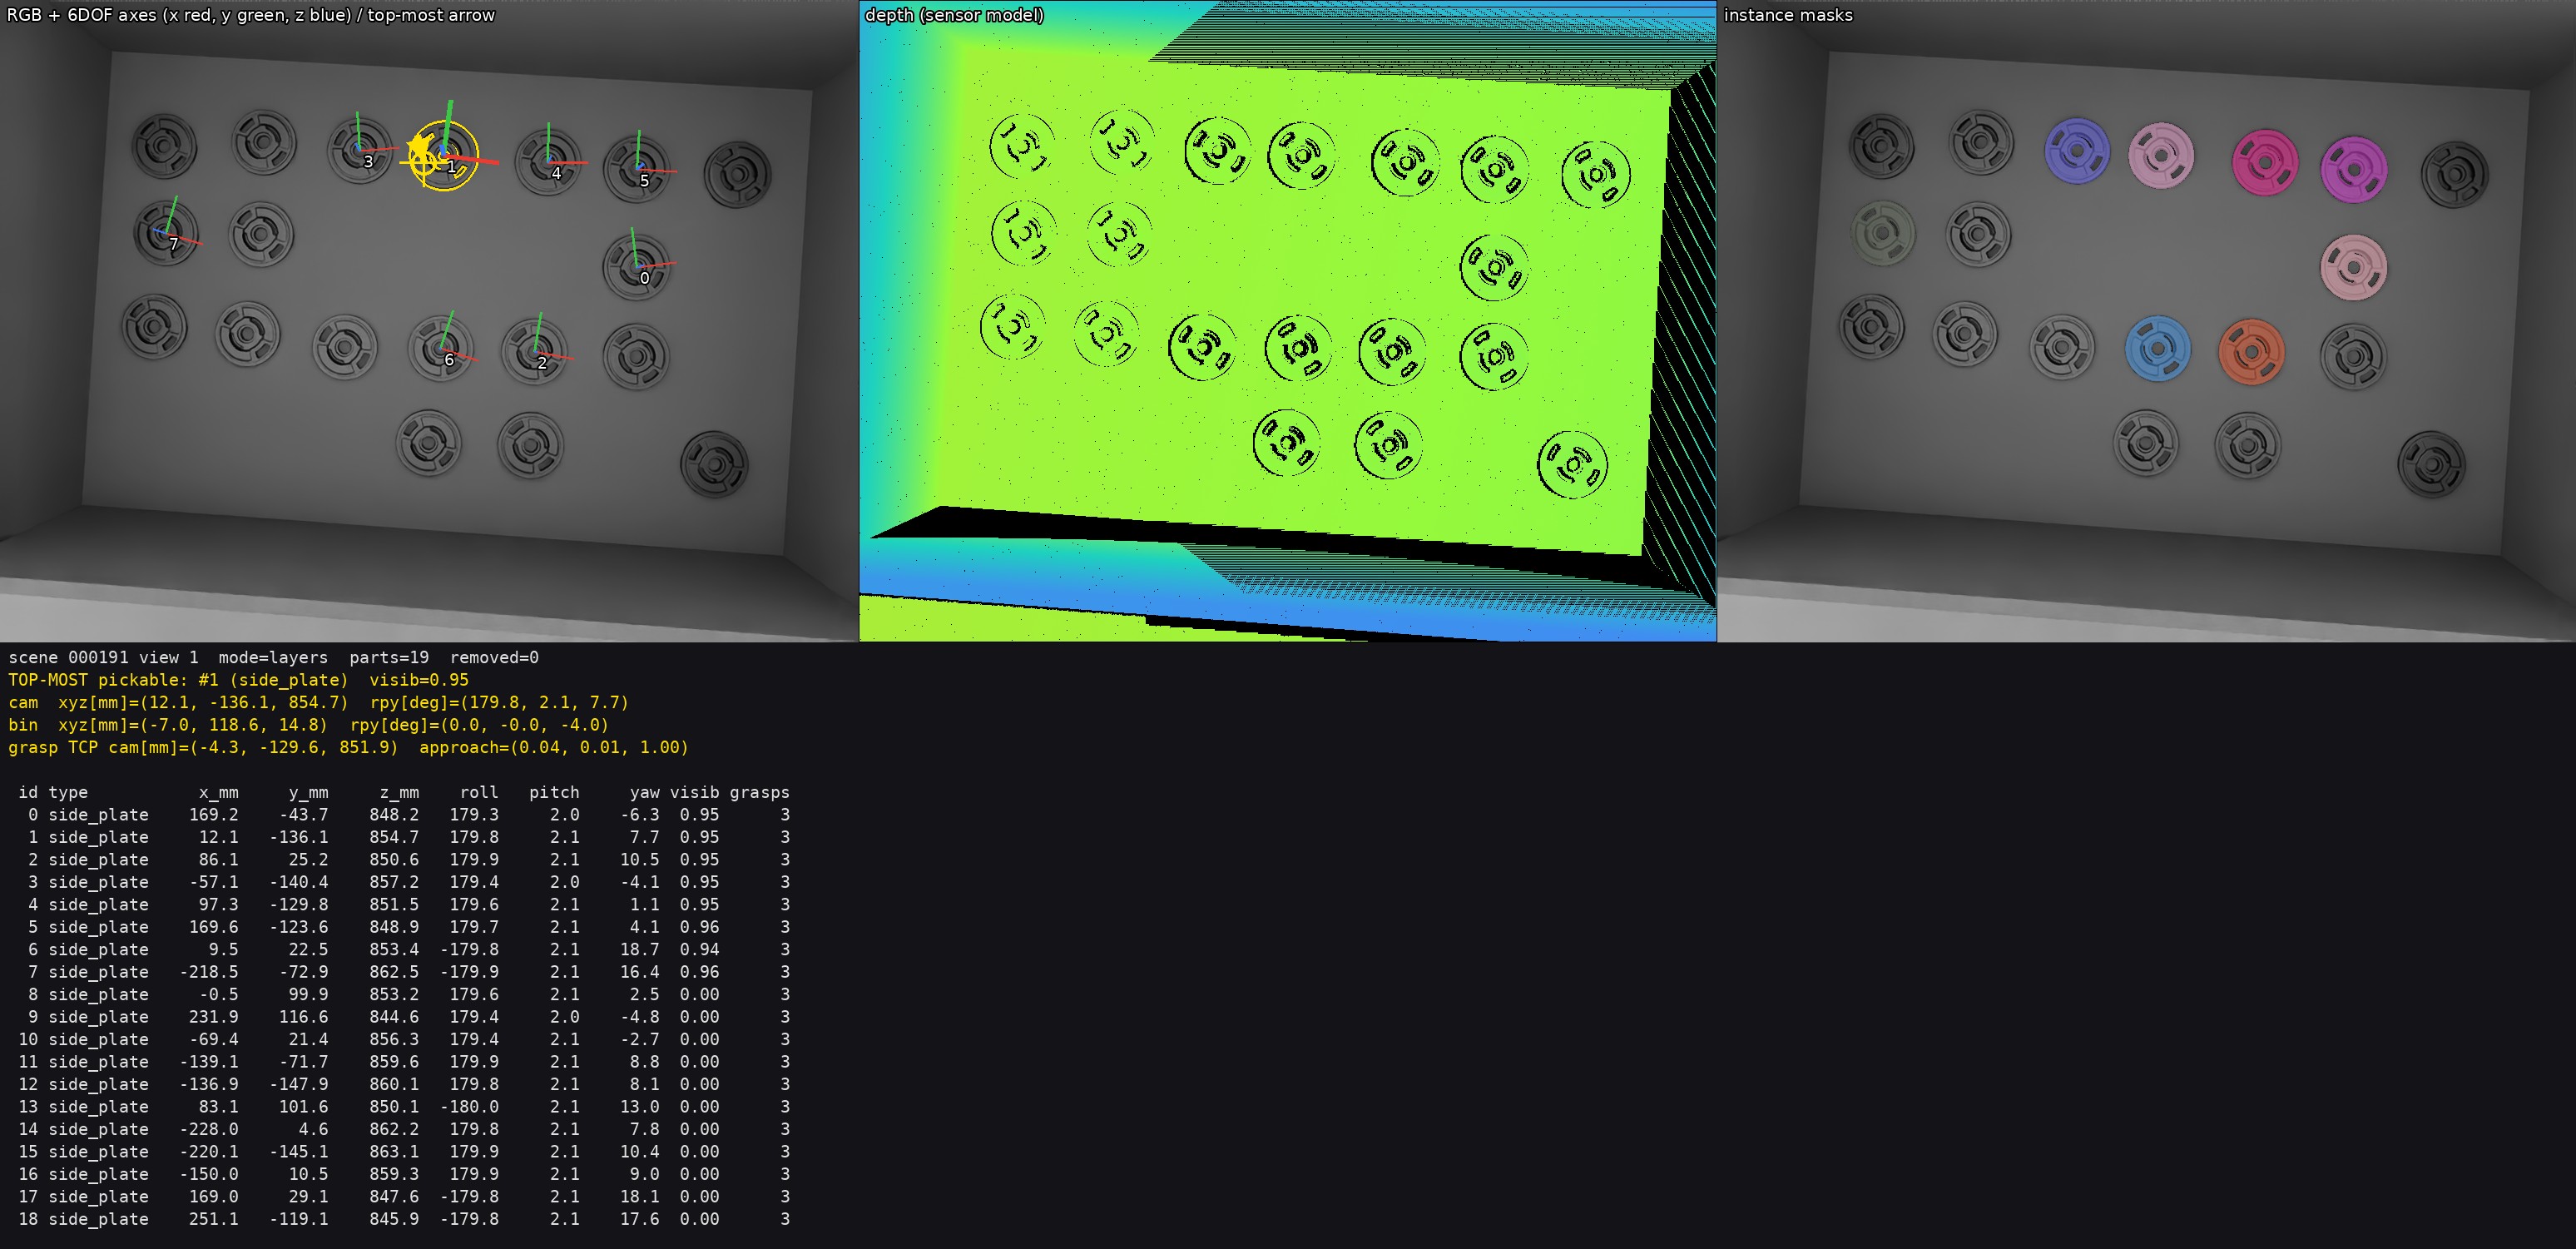 RGB + 6DOF axes (x red, y green, z blue) / top-most arrow
depth (sensor model)
instance masks
3
1
4
5
7
0
6
2
scene 000191 view 1  mode=layers  parts=19  removed=0
TOP-MOST pickable: #1 (side_plate)  visib=0.95
cam  xyz[mm]=(12.1, -136.1, 854.7)  rpy[deg]=(179.8, 2.1, 7.7)
bin  xyz[mm]=(-7.0, 118.6, 14.8)  rpy[deg]=(0.0, -0.0, -4.0)
grasp TCP cam[mm]=(-4.3, -129.6, 851.9)  approach=(0.04, 0.01, 1.00)
id type x_mm y_mm z_mm roll pitch yaw visib grasps
0 side_plate 169.2 -43.7 848.2 179.3 2.0 -6.3 0.95 3
1 side_plate 12.1 -136.1 854.7 179.8 2.1 7.7 0.95 3
2 side_plate 86.1 25.2 850.6 179.9 2.1 10.5 0.95 3
3 side_plate -57.1 -140.4 857.2 179.4 2.0 -4.1 0.95 3
4 side_plate 97.3 -129.8 851.5 179.6 2.1 1.1 0.95 3
5 side_plate 169.6 -123.6 848.9 179.7 2.1 4.1 0.96 3
6 side_plate 9.5 22.5 853.4 -179.8 2.1 18.7 0.94 3
7 side_plate -218.5 -72.9 862.5 -179.9 2.1 16.4 0.96 3
8 side_plate -0.5 99.9 853.2 179.6 2.1 2.5 0.00 3
9 side_plate 231.9 116.6 844.6 179.4 2.0 -4.8 0.00 3
10 side_plate -69.4 21.4 856.3 179.4 2.1 -2.7 0.00 3
11 side_plate -139.1 -71.7 859.6 179.9 2.1 8.8 0.00 3
12 side_plate -136.9 -147.9 860.1 179.8 2.1 8.1 0.00 3
13 side_plate 83.1 101.6 850.1 -180.0 2.1 13.0 0.00 3
14 side_plate -228.0 4.6 862.2 179.8 2.1 7.8 0.00 3
15 side_plate -220.1 -145.1 863.1 179.9 2.1 10.4 0.00 3
16 side_plate -150.0 10.5 859.3 179.9 2.1 9.0 0.00 3
17 side_plate 169.0 29.1 847.6 -179.8 2.1 18.1 0.00 3
18 side_plate 251.1 -119.1 845.9 -179.8 2.1 17.6 0.00 3